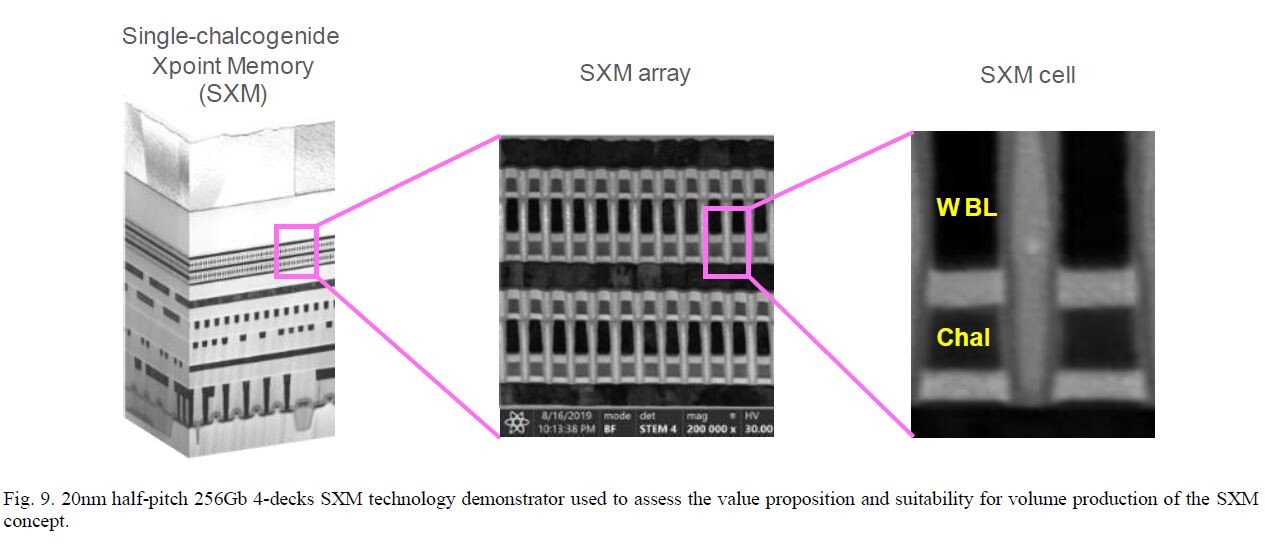 Single-chalcogenide
Xpoint Memory
(SXM)
SXM array
SXM cell
W BL
Chal
8/16/2019 mode det mag HV
10:13:38 PM BF STEM 4 200 000 x 30.00
Fig. 9. 20nm half-pitch 256Gb 4-decks SXM technology demonstrator used to assess the value proposition and suitability for volume production of the SXM
concept.